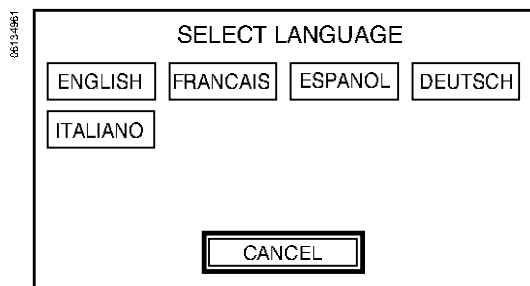 06134961
SELECT LANGUAGE
ENGLISH FRANCAIS ESPANOL DEUTSCH
ITALIANO
CANCEL